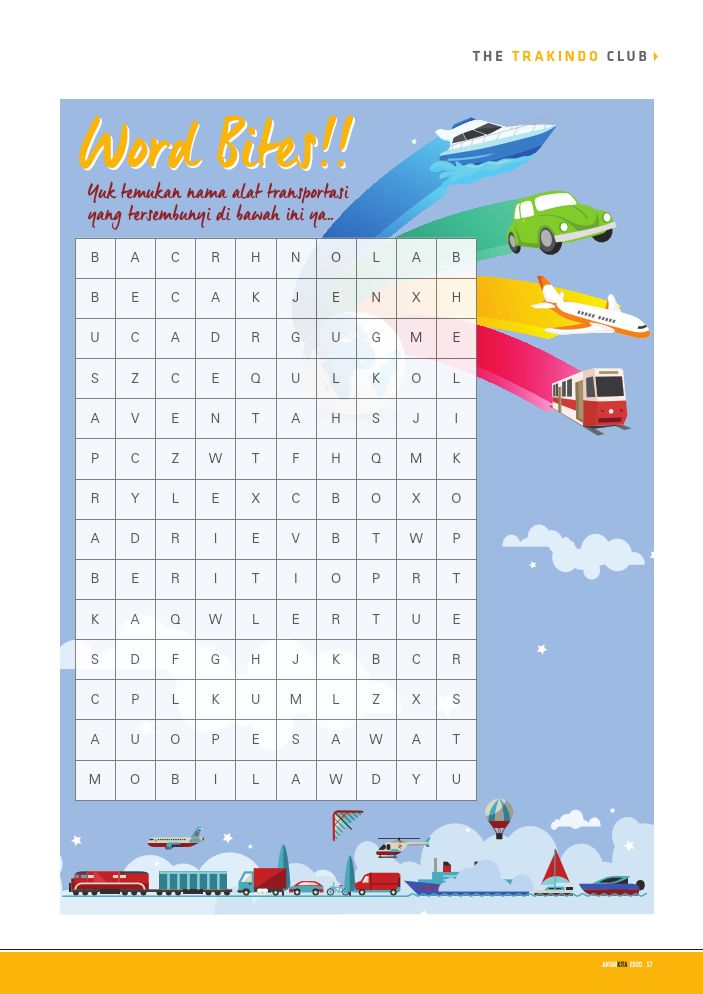 THE TRAKINDO CLUB
Word Bites!!
Yuk temukan nama alat transportasi
yang tersembunyi di bawah ini ya..
B A C R H N O L A B
B E C A K J E N X H
U C A D R G U G M E
S Z C E Q U L K O L
A V E N T A H S J I
P C Z W T F H Q M K
R Y L E X C B O X O
A D R I E V B T W P
B E R I T I O P R T
K A Q W L E R T U E
S D F G H J K B C R
C P L K U M L Z X S
A U O P E S A W A T
M O B I L A W D Y U
ANTARKITA 2020 57